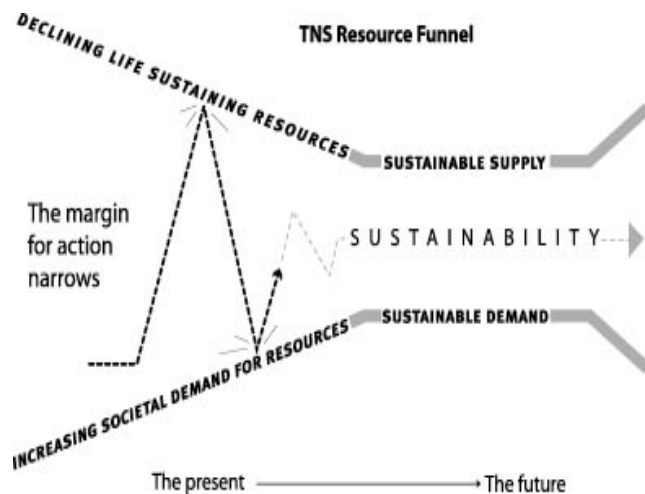 TNS Resource Funnel
DECLINING LIFE SUSTAINING RESOURCES
SUSTAINABLE SUPPLY
The margin
for action
narrows
SUSTAINABILITY
SUSTAINABLE DEMAND
INCREASING SOCIETAL DEMAND FOR RESOURCES
The present
The future